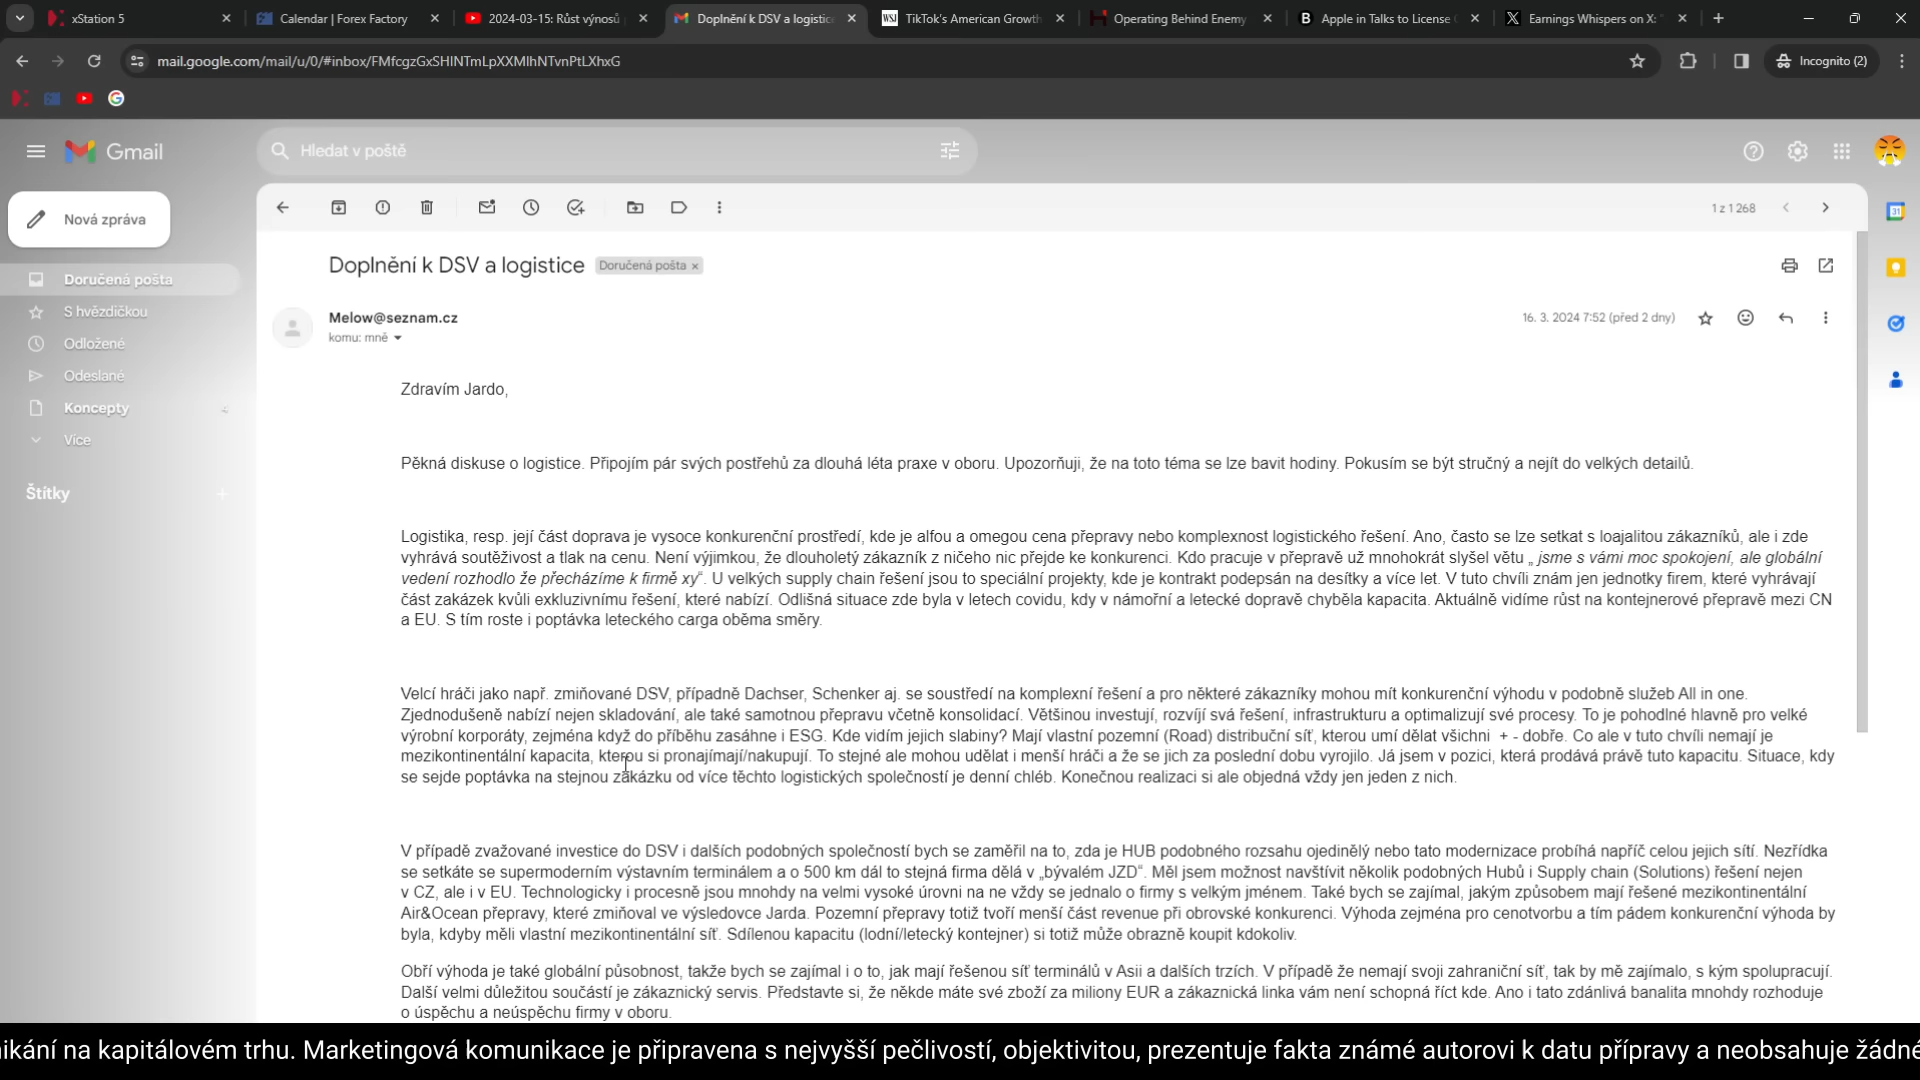 xStation 5
Calendar | Forex Factory
2024-03-15: Růst výnosů
Doplnění k DSV a logistic
WSJ TikTok's American Growth
Operating Behind Enemy
B Apple in Talks to License
X Earnings Whispers on X:
mail.google.com/mail/u/0/#inbox/FMfcgzGxSHlNTmLpXXMlhNTvnPtLXhxG
Incognito (2)
Gmail
Hledat v poště
Nová zpráva
1 z 1 268
31
Doručená pošta
S hvězdičkou
Odložené
Odeslané
Koncepty
Více
Štítky
Doplnění k DSV a logistice Doručená pošta ×
Melow@seznam.cz
komu: mně
16. 3. 2024 7:52 (před 2 dny)
Zdravím Jardo,
Pěkná diskuse o logistice. Připojím pár svých postřehů za dlouhá léta praxe v oboru. Upozorňuji, že na toto téma se lze bavit hodiny. Pokusím se být stručný a nejít do velkých detailů.
Logistika, resp. její část doprava je vysoce konkurenční prostředí, kde je alfou a omegou cena přepravy nebo komplexnost logistického řešení. Ano, často se lze setkat s loajalitou zákazníků, ale i zde
vyhrává soutěživost a tlak na cenu. Není výjimkou, že dlouholetý zákazník z ničeho nic přejde ke konkurenci. Kdo pracuje v přepravě už mnohokrát slyšel větu „ jsme s vámi moc spokojení, ale globální
vedení rozhodlo že přecházíme k firmě xy“. U velkých supply chain řešení jsou to speciální projekty, kde je kontrakt podepsán na desítky a více let. V tuto chvíli znám jen jednotky firem, které vyhrávají
část zakázek kvůli exkluzivnímu řešení, které nabízí. Odlišná situace zde byla v letech covidu, kdy v námořní a letecké dopravě chyběla kapacita. Aktuálně vidíme růst na kontejnerové přepravě mezi CN
a EU. S tím roste i poptávka leteckého carga oběma směry.
Velcí hráči jako např. zmiňované DSV, případně Dachser, Schenker aj. se soustředí na komplexní řešení a pro některé zákazníky mohou mít konkurenční výhodu v podobně služeb All in one.
Zjednodušeně nabízí nejen skladování, ale také samotnou přepravu včetně konsolidací. Většinou investují, rozvíjí svá řešení, infrastrukturu a optimalizují své procesy. To je pohodlné hlavně pro velké
výrobní korporáty, zejména když do příběhu zasáhne i ESG. Kde vidím jejich slabiny? Mají vlastní pozemní (Road) distribuční síť, kterou umí dělat všichni + - dobře. Co ale v tuto chvíli nemají je
mezikontinentální kapacita, kterou si pronajímají/nakupují. To stejné ale mohou udělat i menší hráči a že se jich za poslední dobu vyrojilo. Já jsem v pozici, která prodává právě tuto kapacitu. Situace, kdy
se sejde poptávka na stejnou zakázku od více těchto logistických společností je denní chléb. Konečnou realizaci si ale objedná vždy jen jeden z nich.
V případě zvažované investice do DSV i dalších podobných společností bych se zaměřil na to, zda je HUB podobného rozsahu ojedinělý nebo tato modernizace probíhá napříč celou jejich sítí. Nezřídka
se setkáte se supermoderním výstavním terminálem a o 500 km dál to stejná firma dělá v „bývalém JZD“. Měl jsem možnost navštívit několik podobných Hubů i Supply chain (Solutions) řešení nejen
v CZ, ale i v EU. Technologicky i procesně jsou mnohdy na velmi vysoké úrovni na ne vždy se jednalo o firmy s velkým jménem. Také bych se zajímal, jakým způsobem mají řešené mezikontinentální
Air&Ocean přepravy, které zmiňoval ve výsledovce Jarda. Pozemní přepravy totiž tvoří menší část revenue při obrovské konkurenci. Výhoda zejména pro cenotvorbu a tím pádem konkurenční výhoda by
byla, kdyby měli vlastní mezikontinentální síť. Sdílenou kapacitu (lodní/letecký kontejner) si totiž může obrazně koupit kdokoliv.
Obří výhoda je také globální působnost, takže bych se zajímal i o to, jak mají řešenou síť terminálů v Asii a dalších trzích. V případě že nemají svoji zahraniční síť, tak by mě zajímalo, s kým spolupracují.
Další velmi důležitou součástí je zákaznický servis. Představte si, že někde máte své zboží za miliony EUR a zákaznická linka vám není schopná říct kde. Ano i tato zdánlivá banalita mnohdy rozhoduje
o úspěchu a neúspěchu firmy v oboru.
ikání na kapitálovém trhu. Marketingová komunikace je připravena s nejvyšší pečlivostí, objektivitou, prezentuje fakta známé autorovi k datu přípravy a neobsahuje žádné